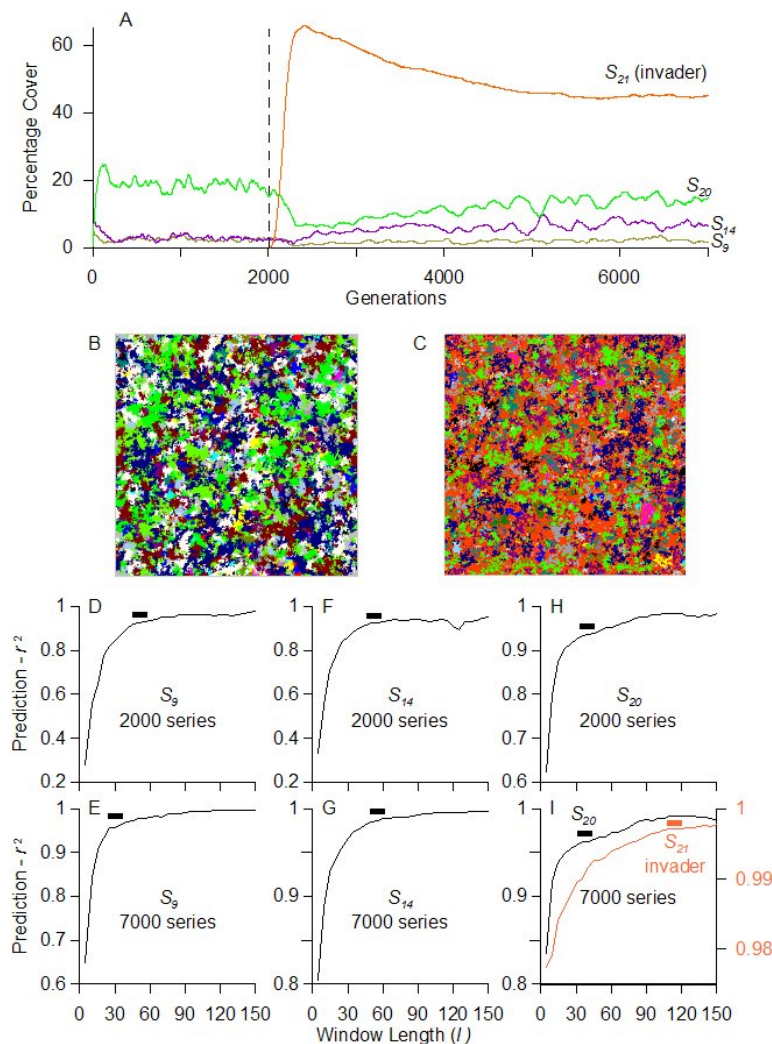 A
60
40
20
0
Percentage Cover
S21 (invader)
S20
S14
S9
0 2000 4000 6000
Generations
B
C
D
F
H
1 1 1
0.8 0.8 0.9
0.6 0.6 0.8
0.4 0.4 0.7
0.2 0.2 0.6
Prediction - r²
S9
2000 series
S14
2000 series
S20
2000 series
E
G
I
1 1 1 1
0.9 0.9 0.9 0.99
0.8 0.8 0.8 0.98
0.7
0.6
Prediction - r²
S9
7000 series
S14
7000 series
S20
S21
invader
7000 series
0 30 60 90 120 150 0 30 60 90 120 150 0 30 60 90 120 150
Window Length (l)